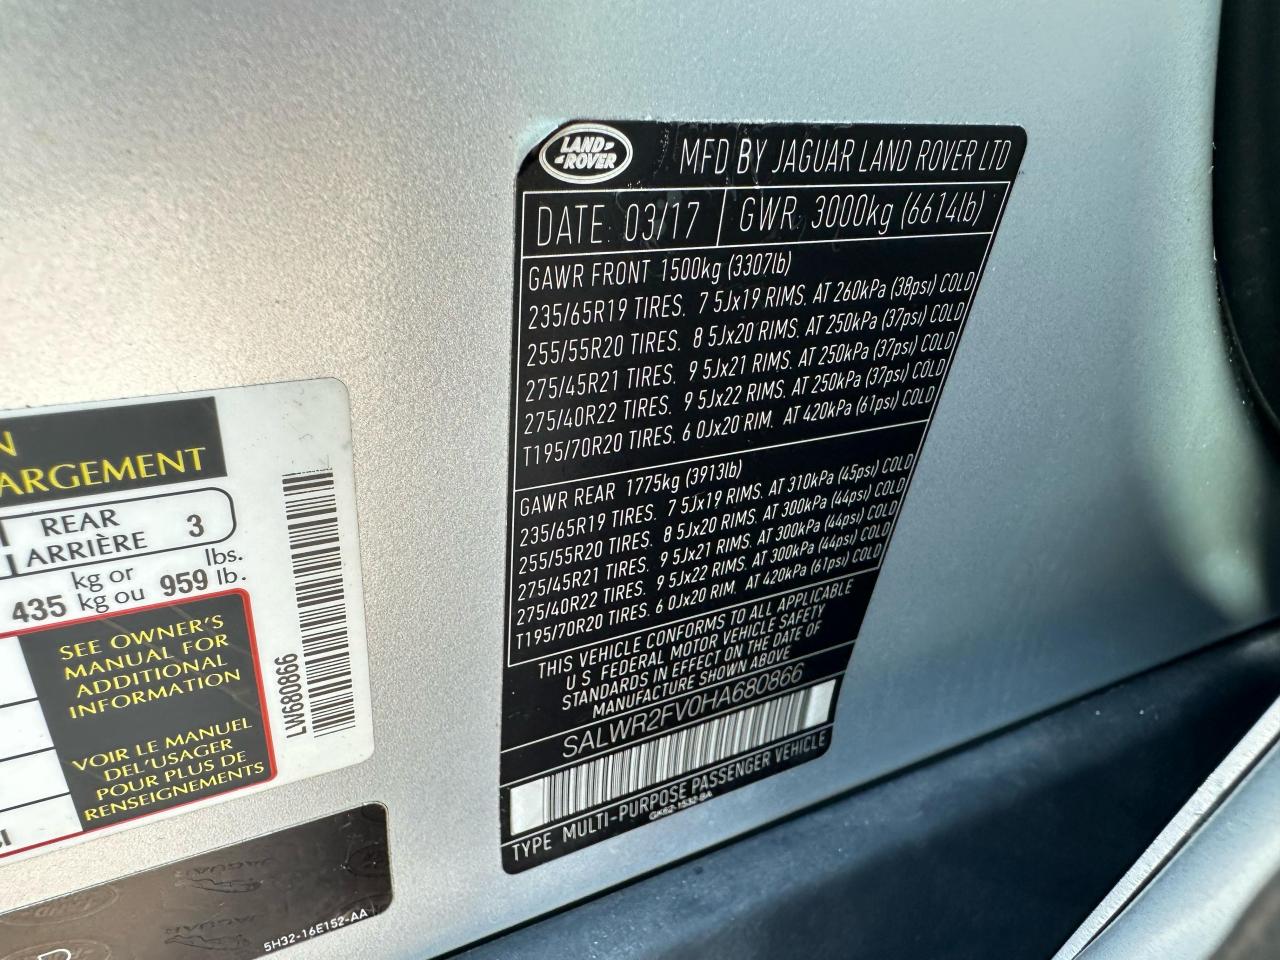 LAND-
-ROVER
MFD BY JAGUAR LAND ROVER LTD
DATE: 03/17
GWR. 3000kg (6614lb)
GAWR FRONT 1500kg (3307lb)
235/65R19 TIRES. 7 5Jx19 RIMS. AT 260kPa (38psi) COLD
255/55R20 TIRES. 8 5Jx20 RIMS. AT 250kPa (37psi) COLD
275/45R21 TIRES. 9 5Jx21 RIMS. AT 250kPa (37psi) COLD
275/40R22 TIRES. 9 5Jx22 RIMS. AT 250kPa (37psi) COLD
T195/70R20 TIRES. 6 0Jx20 RIM. AT 420kPa (61psi) COLD
GAWR REAR 1775kg (3913lb)
235/65R19 TIRES. 7 5Jx19 RIMS. AT 310kPa (45psi) COLD
255/55R20 TIRES. 8 5Jx20 RIMS. AT 300kPa (44psi) COLD
275/45R21 TIRES. 9 5Jx21 RIMS. AT 300kPa (44psi) COLD
275/40R22 TIRES. 9 5Jx22 RIMS. AT 300kPa (44psi) COLD
T195/70R20 TIRES. 6 0Jx20 RIM. AT 420kPa (61psi) COLD
THIS VEHICLE CONFORMS TO ALL APPLICABLE
U S FEDERAL MOTOR VEHICLE SAFETY
STANDARDS IN EFFECT ON THE DATE OF
MANUFACTURE SHOWN ABOVE
SALWR2FV0HA680866
TYPE MULTI-PURPOSE PASSENGER VEHICLE
N
ARGEMENT
REAR
ARRIÈRE 3
435 kg or
kg ou 959 lbs.
lb.
SEE OWNER'S
MANUAL FOR
ADDITIONAL
INFORMATION
VOIR LE MANUEL
DEL'USAGER
POUR PLUS DE
RENSEIGNEMENTS
LW680866
JAGUAR
JAGUAR
5H32-16E152-AA